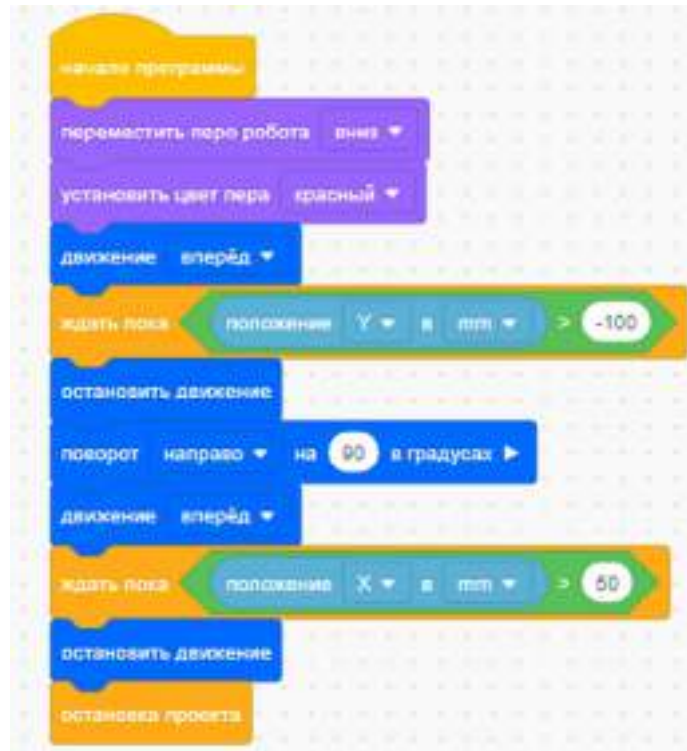 начало программы
переместить перо робота вниз
установить цвет пера красный
движение вперёд
ждать пока положение Y в mm > -100
остановить движение
поворот направо на 90 в градусах
движение вперёд
ждать пока положение X в mm > 50
остановить движение
остановка проекта